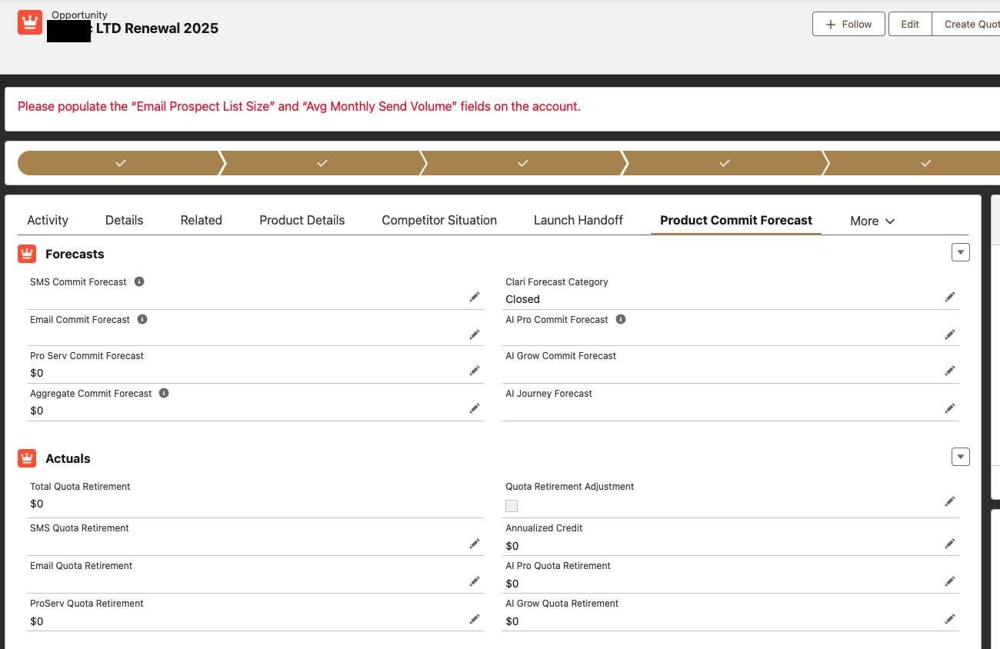 Opportunity
LTD Renewal 2025
Follow
Edit
Create
Please populate the “Email Prospect List Size” and “Avg Monthly Send Volume” fields on the account.
Activity Details Related Product Details Competitor Situation Launch Handoff Product Commit Forecast More
Forecasts
SMS Commit Forecast
Clari Forecast Category
Closed
Email Commit Forecast
AI Pro Commit Forecast
Pro Serv Commit Forecast
$0
AI Grow Commit Forecast
Aggregate Commit Forecast
$0
AI Journey Forecast
Actuals
Total Quota Retirement
$0
Quota Retirement Adjustment
SMS Quota Retirement
Annualized Credit
$0
Email Quota Retirement
AI Pro Quota Retirement
$0
ProServ Quota Retirement
$0
AI Grow Quota Retirement
$0